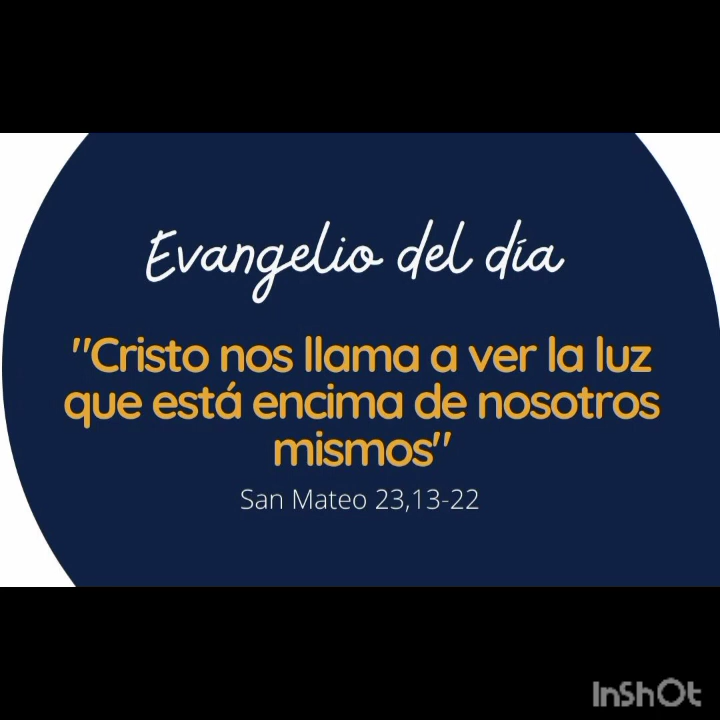 Evangelio del día
"Cristo nos llama a ver la luz
que está encima de nosotros
mismos"
San Mateo 23,13-22
InShOt